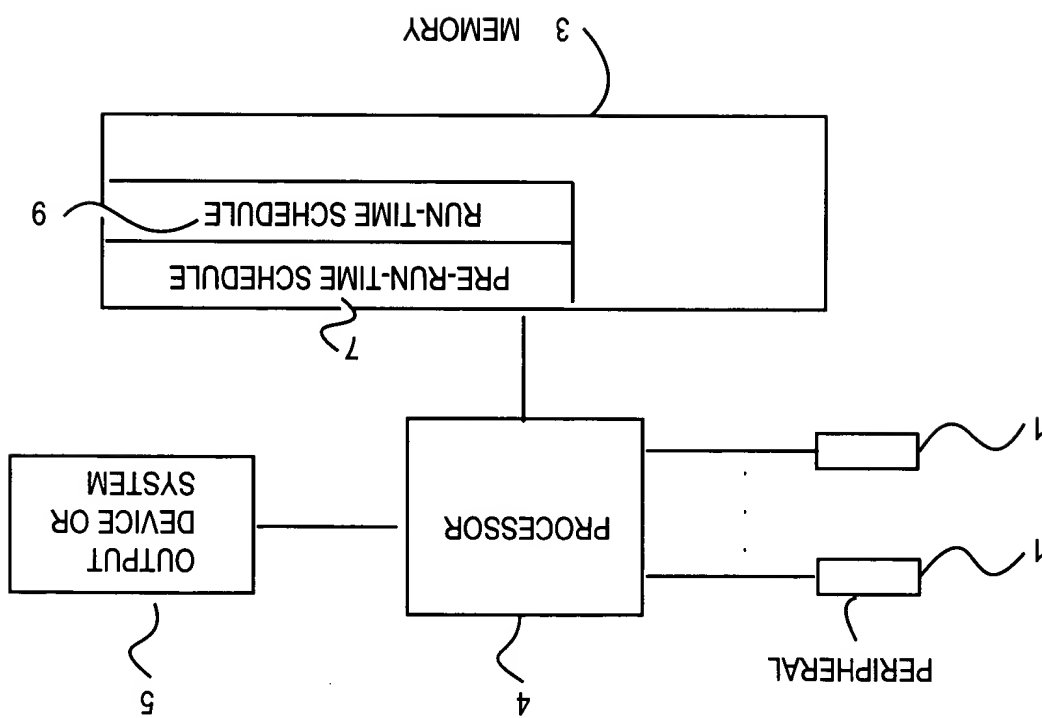 PERIPHERAL
4
5
1
1
PROCESSOR
OUTPUT
DEVICE OR
SYSTEM
7
PRE-RUN-TIME SCHEDULE
RUN-TIME SCHEDULE
9
3 MEMORY